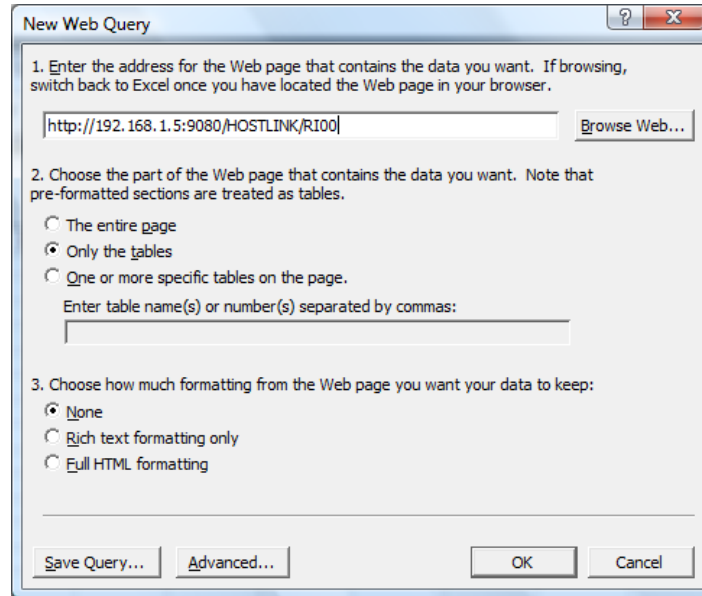 New Web Query
1. Enter the address for the Web page that contains the data you want. If browsing,
switch back to Excel once you have located the Web page in your browser.
http://192.168.1.5:9080/HOSTLINK/RI00
Browse Web...
2. Choose the part of the Web page that contains the data you want. Note that
pre-formatted sections are treated as tables.
The entire page
Only the tables
One or more specific tables on the page.
Enter table name(s) or number(s) separated by commas:
3. Choose how much formatting from the Web page you want your data to keep:
None
Rich text formatting only
Full HTML formatting
Save Query...
Advanced...
OK
Cancel